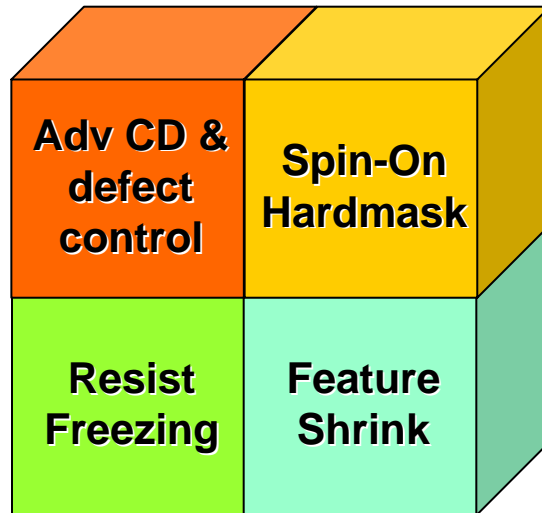 Adv CD &
defect
control
Spin-On
Hardmask
Resist
Freezing
Feature
Shrink